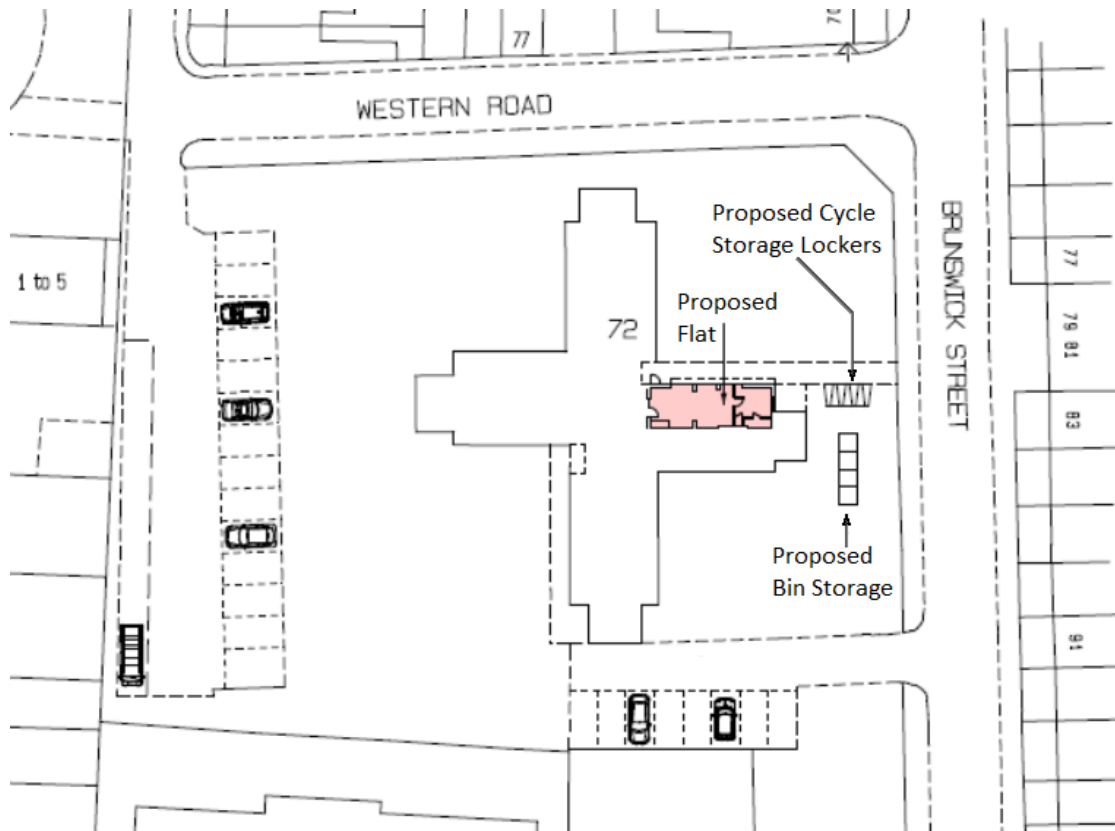 77
WESTERN ROAD
Proposed Cycle
Storage Lockers
BRUNSWICK STREET
77
1 to 5
Proposed
Flat
72
79 81
83
Proposed
Bin Storage
91